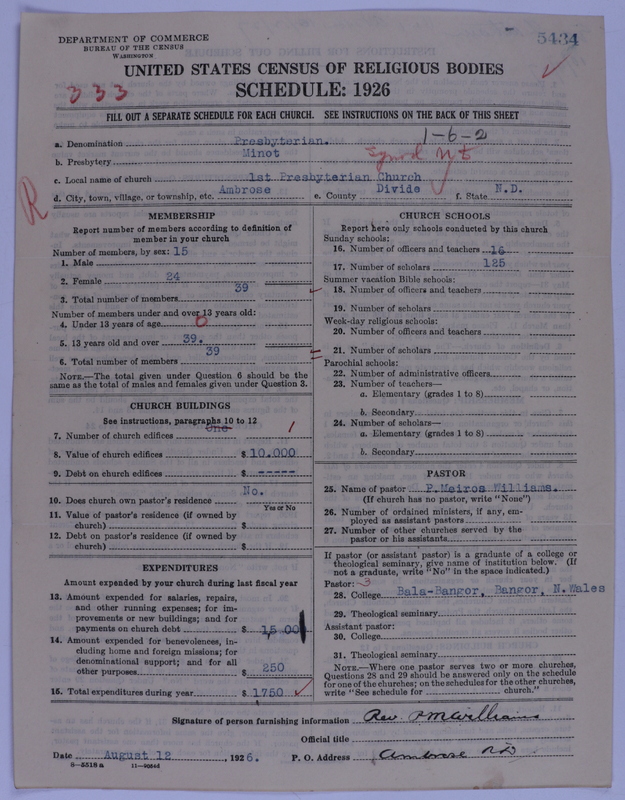 DEPARTMENT OF COMMERCE
BUREAU OF THE CENSUS
WASHINGTON
5434
UNITED STATES CENSUS OF RELIGIOUS BODIES
333
SCHEDULE: 1926
FILL OUT A SEPARATE SCHEDULE FOR EACH CHURCH. SEE INSTRUCTIONS ON THE BACK OF THIS SHEET
1-6-2
a. Denomination Presbyterian.
b. Presbytery Minot
Synod ND
c. Local name of church 1st Presbyterian Church
d. City, town, village, or township, etc. Ambrose e. County Divide f. State N.D.
R
MEMBERSHIP
Report number of members according to definition of
member in your church
Number of members, by sex: 15
1. Male
2. Female 24
39
3. Total number of members
Number of members under and over 13 years old:
4. Under 13 years of age 0
5. 13 years old and over 39.
6. Total number of members 39
NOTE.—The total given under Question 6 should be the
same as the total of males and females given under Question 3.
CHURCH BUILDINGS
See instructions, paragraphs 10 to 12
One 1
7. Number of church edifices
8. Value of church edifices $ 10.000
9. Debt on church edifices $ -----
No.
10. Does church own pastor's residence
Yes or No
11. Value of pastor's residence (if owned by
church) $
12. Debt on pastor's residence (if owned by
church) $
EXPENDITURES
Amount expended by your church during last fiscal year
13. Amount expended for salaries, repairs,
and other running expenses; for im-
provements or new buildings; and for
payments on church debt $ 15.00
14. Amount expended for benevolences, in-
cluding home and foreign missions; for
denominational support; and for all
other purposes $ 250
15. Total expenditures during year $ 1750
CHURCH SCHOOLS
Report here only schools conducted by this church
Sunday schools:
16. Number of officers and teachers 16
17. Number of scholars 125
Summer vacation Bible schools:
18. Number of officers and teachers
19. Number of scholars
Week-day religious schools:
20. Number of officers and teachers
21. Number of scholars
Parochial schools:
22. Number of administrative officers
23. Number of teachers—
a. Elementary (grades 1 to 8)
b. Secondary
24. Number of scholars—
a. Elementary (grades 1 to 8)
b. Secondary
PASTOR
25. Name of pastor P.Meiros Williams.
(If church has no pastor, write "None")
26. Number of ordained ministers, if any, em-
ployed as assistant pastors
27. Number of other churches served by the
pastor or his assistants
If pastor (or assistant pastor) is a graduate of a college or
theological seminary, give name of institution below. (If
not a graduate, write "No" in the space indicated.)
Pastor: 3
28. College Bala-Bangor, Bangor, N.Wales
29. Theological seminary
Assistant pastor:
30. College
31. Theological seminary
NOTE.—Where one pastor serves two or more churches,
Questions 28 and 29 should be answered only on the schedule
for one of the churches; on the schedules for the other churches,
write "See schedule for church."
Signature of person furnishing information Rev. P M Williams
Official title
Date August 12, 1926. P. O. Address Ambrose N.D.
8-5518 a 11-9054